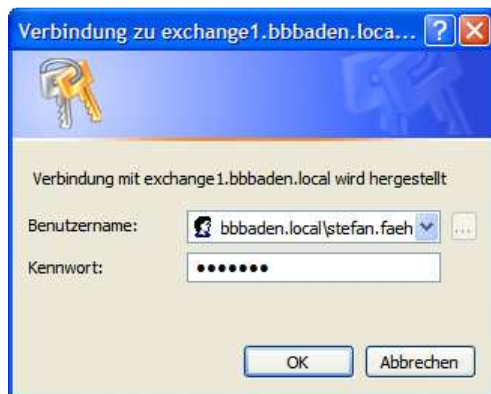 Verbindung zu exchange1.bbbaden.loca...
Verbindung mit exchange1.bbbaden.local wird hergestellt
Benutzername: bbbaden.local\stefan.faeh
...
Kennwort: •••••••
OK Abbrechen